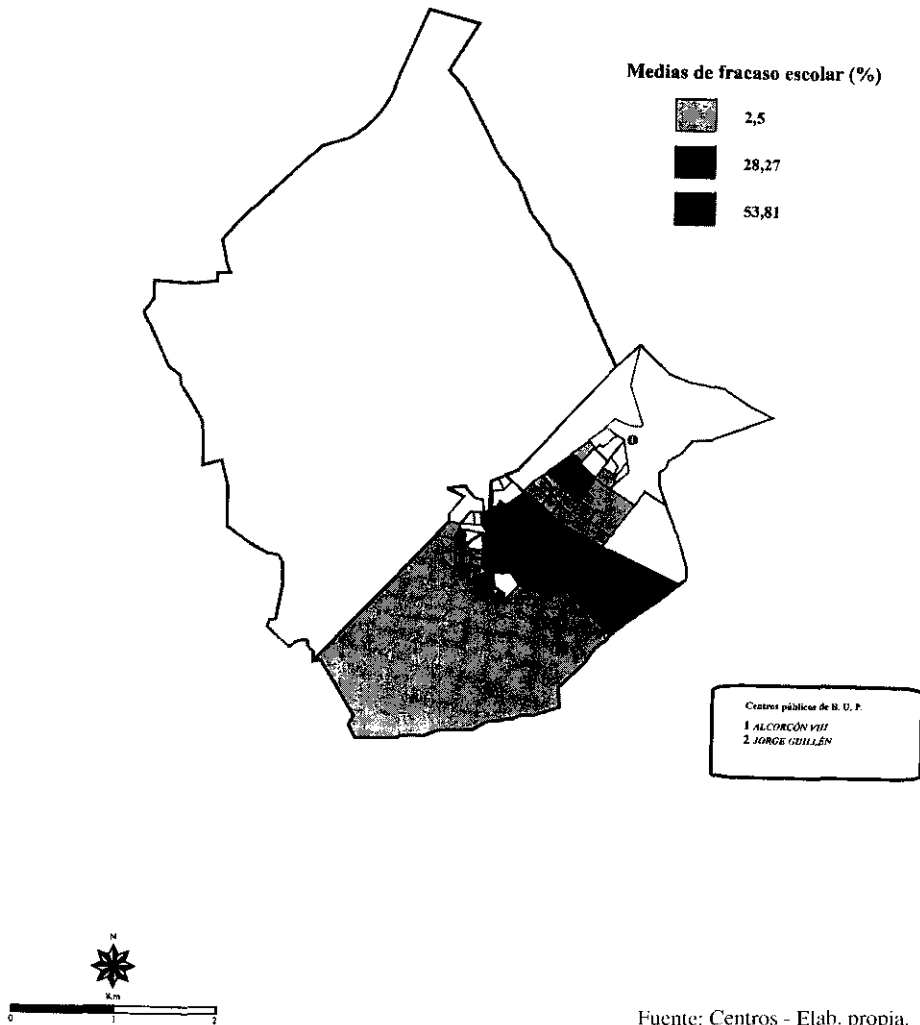 Medias de fracaso escolar (%)
2,5
28,27
53,81
1
Centros públicos de B. U. P.
1 ALCORCÓN VIII
2 JORGE GUILLÉN
N
Km
0 1 2
Fuente: Centros - Elab. propia.